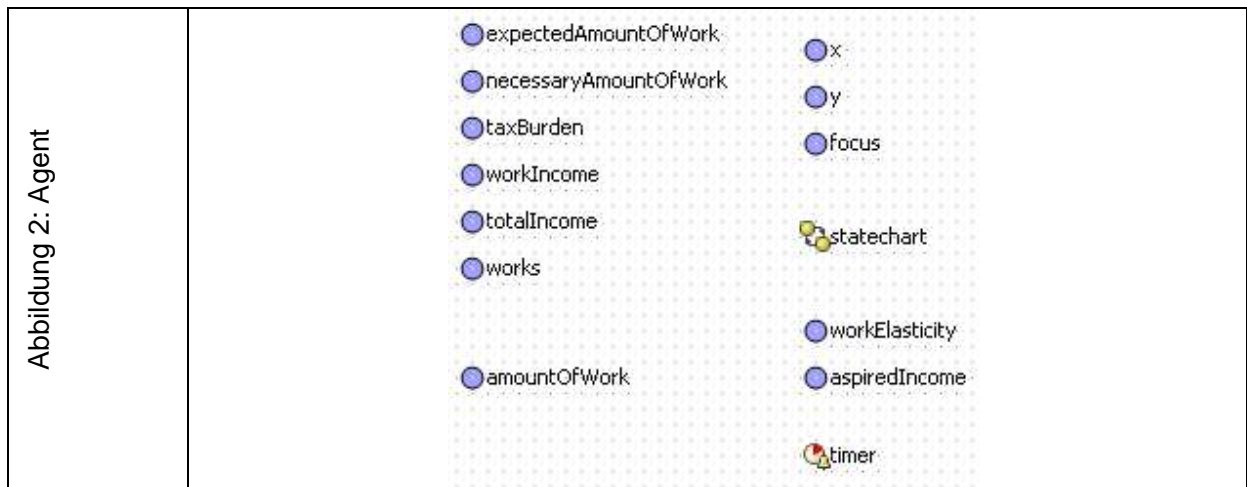 Abbildung 2: Agent
expectedAmountOfWork
necessaryAmountOfWork
taxBurden
workIncome
totalIncome
works
amountOfWork
x
y
focus
statechart
workElasticity
aspiredIncome
timer